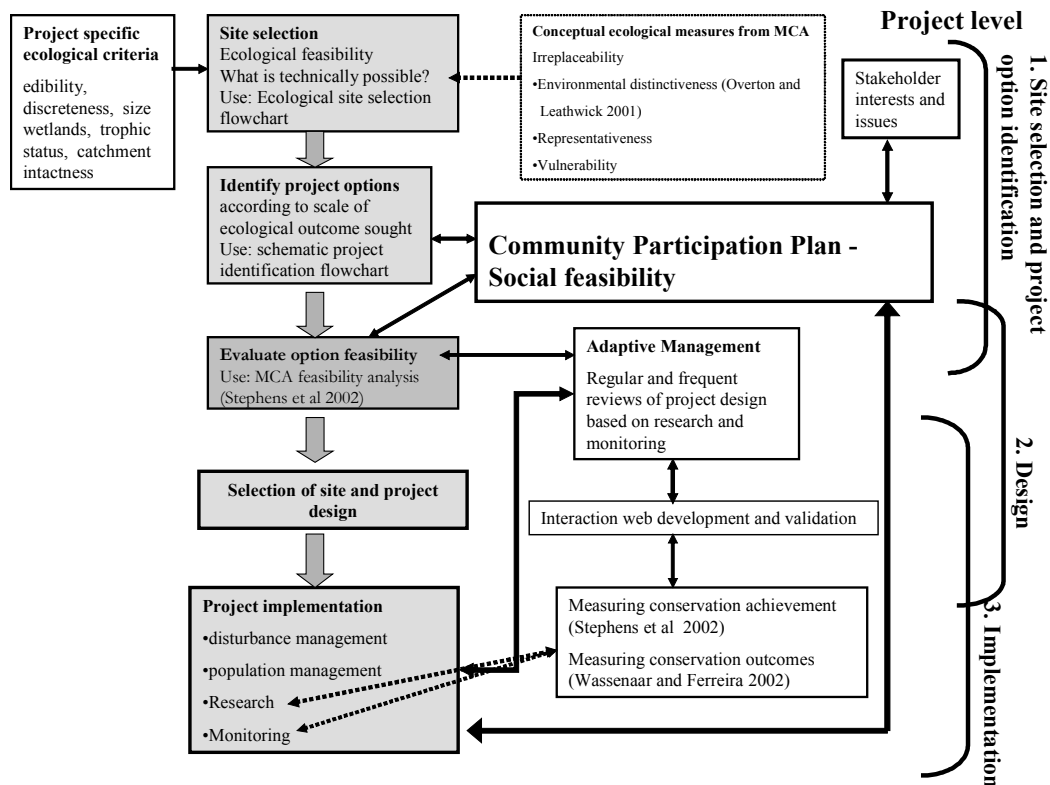 Project level
Project specific
ecological criteria
edibility,
discreteness, size
wetlands, trophic
status, catchment
intactness
Site selection
Ecological feasibility
What is technically possible?
Use: Ecological site selection
flowchart
Conceptual ecological measures from MCA
Irreplaceability
•Environmental distinctiveness (Overton and
Leathwick 2001)
•Representativeness
•Vulnerability
Stakeholder
interests and
issues
1. Site selection and project
option identification
Identify project options
according to scale of
ecological outcome sought
Use: schematic project
identification flowchart
Community Participation Plan -
Social feasibility
Evaluate option feasibility
Use: MCA feasibility analysis
(Stephens et al 2002)
Adaptive Management
Regular and frequent
reviews of project design
based on research and
monitoring
2. Design
Selection of site and project
design
Interaction web development and validation
Project implementation
•disturbance management
•population management
•Research
•Monitoring
Measuring conservation achievement
(Stephens et al 2002)
Measuring conservation outcomes
(Wassenaar and Ferreira 2002)
3. Implementation